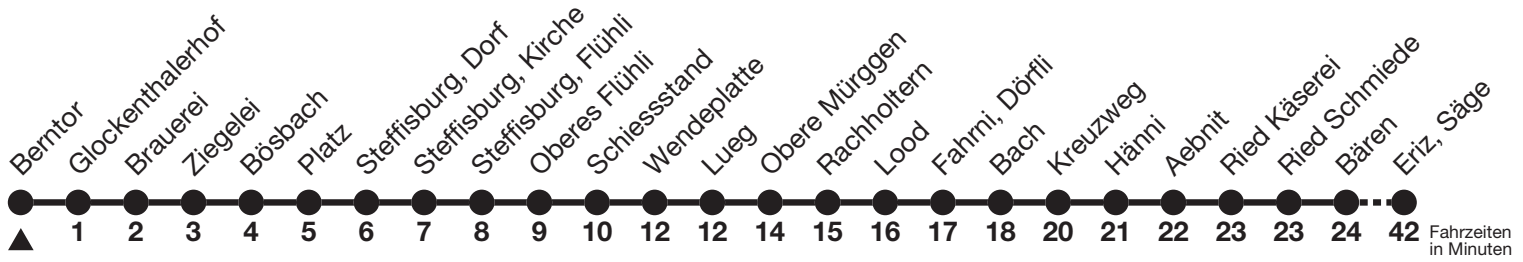 Berntor
Glockenthalerhof
Brauerei
Ziegelei
Bösbach
Platz
Steffisburg, Dorf
Steffisburg, Kirche
Steffisburg, Flühli
Oberes Flühli
Schiessstand
Wendeplatte
Lueg
Obere Mürggen
Rachholtern
Lood
Fahrni, Dörfli
Bach
Kreuzweg
Hänni
Aebnit
Ried Käserei
Ried Schmiede
Bären
Eriz, Säge
1 2 3 4 5 6 7 8 9 10 12 12 14 15 16 17 18 20 21 22 23 23 24 42
Fahrzeiten
in Minuten